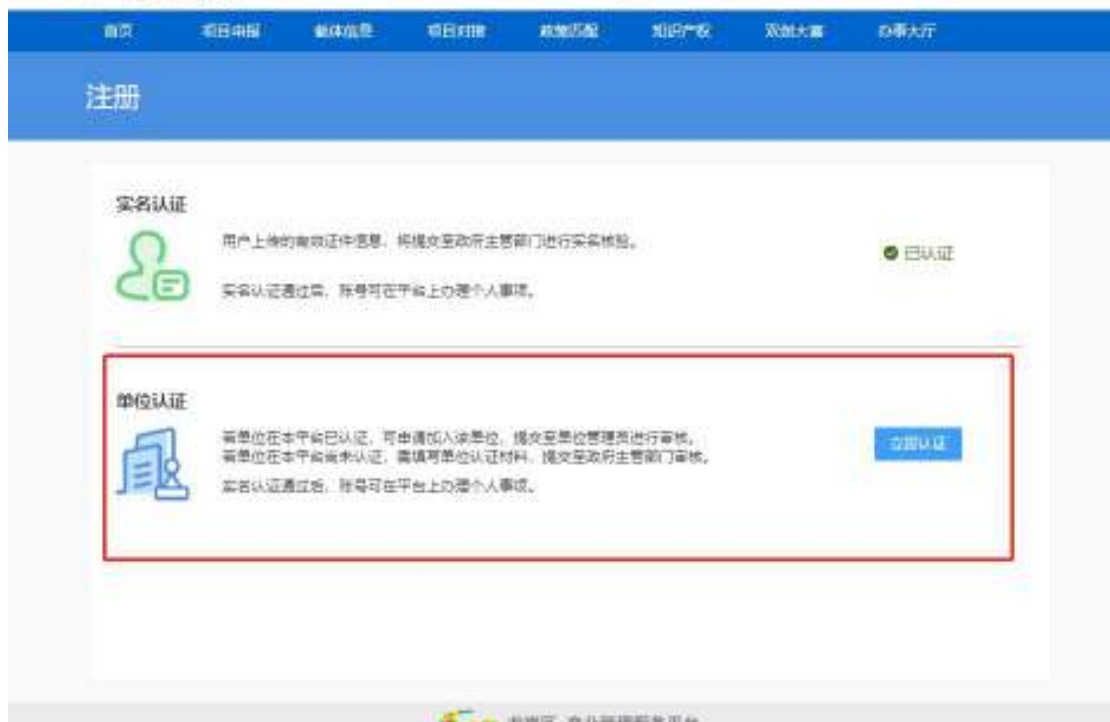 首页 项目申报 载体信息 项目对接 政策匹配 知识产权 双创大赛 办事大厅
注册
实名认证
用户上传的有效证件信息，将提交至政府主管部门进行实名核验。
已认证
实名认证通过后，账号可在平台上办理个人事项。
单位认证
若单位在本平台已认证，可申请加入该单位，提交至单位管理员进行审核。
若单位在本平台尚未认证，需填写单位认证材料，提交至政府主管部门审核。
立即认证
实名认证通过后，账号可在平台上办理个人事项。